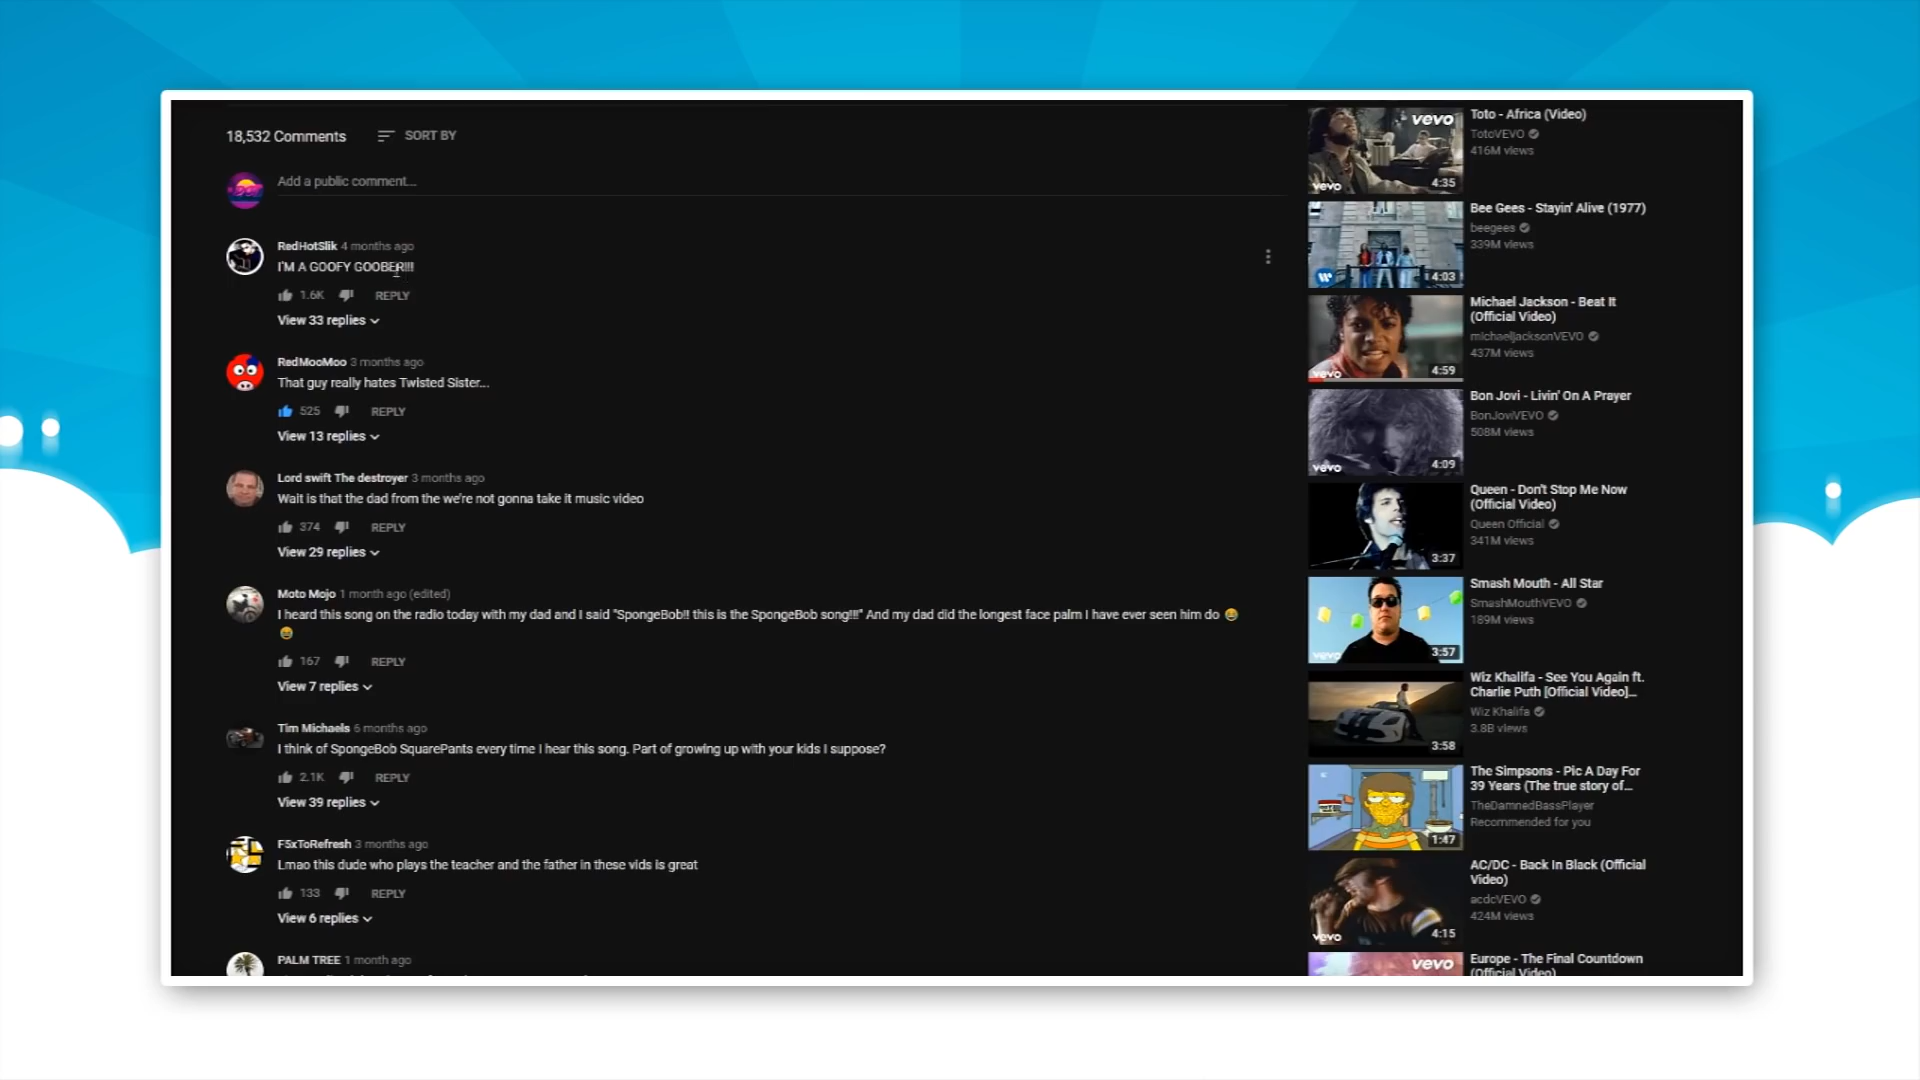 18,532 Comments
SORT BY
Add a public comment...
RedHotSlik 4 months ago
I'M A GOOFY GOOBER!!!
1.6K REPLY
View 33 replies
RedMooMoo 3 months ago
That guy really hates Twisted Sister...
525 REPLY
View 13 replies
Lord swift The destroyer 3 months ago
Wait is that the dad from the we're not gonna take it music video
374 REPLY
View 29 replies
Moto Mojo 1 month ago (edited)
I heard this song on the radio today with my dad and I said "SpongeBob!! this is the SpongeBob song!!!" And my dad did the longest face palm I have ever seen him do 😂
😂
167 REPLY
View 7 replies
Tim Michaels 6 months ago
I think of SpongeBob SquarePants every time I hear this song. Part of growing up with your kids I suppose?
2.1K REPLY
View 39 replies
F5xToRefresh 3 months ago
Lmao this dude who plays the teacher and the father in these vids is great
133 REPLY
View 6 replies
PALM TREE 1 month ago
vevo
vevo
4:35
Toto - Africa (Video)
TotoVEVO
416M views
4:03
Bee Gees - Stayin' Alive (1977)
beegees
339M views
vevo
4:59
Michael Jackson - Beat It
(Official Video)
michaeljacksonVEVO
437M views
vevo
4:09
Bon Jovi - Livin' On A Prayer
BonJoviVEVO
508M views
3:37
Queen - Don't Stop Me Now
(Official Video)
Queen Official
341M views
vevo
3:57
Smash Mouth - All Star
SmashMouthVEVO
189M views
3:58
Wiz Khalifa - See You Again ft.
Charlie Puth [Official Video]...
Wiz Khalifa
3.8B views
1:47
The Simpsons - Pic A Day For
39 Years (The true story of...
TheDamnedBassPlayer
Recommended for you
vevo
4:15
AC/DC - Back In Black (Official
Video)
acdcVEVO
424M views
vevo
Europe - The Final Countdown
(Official Video)